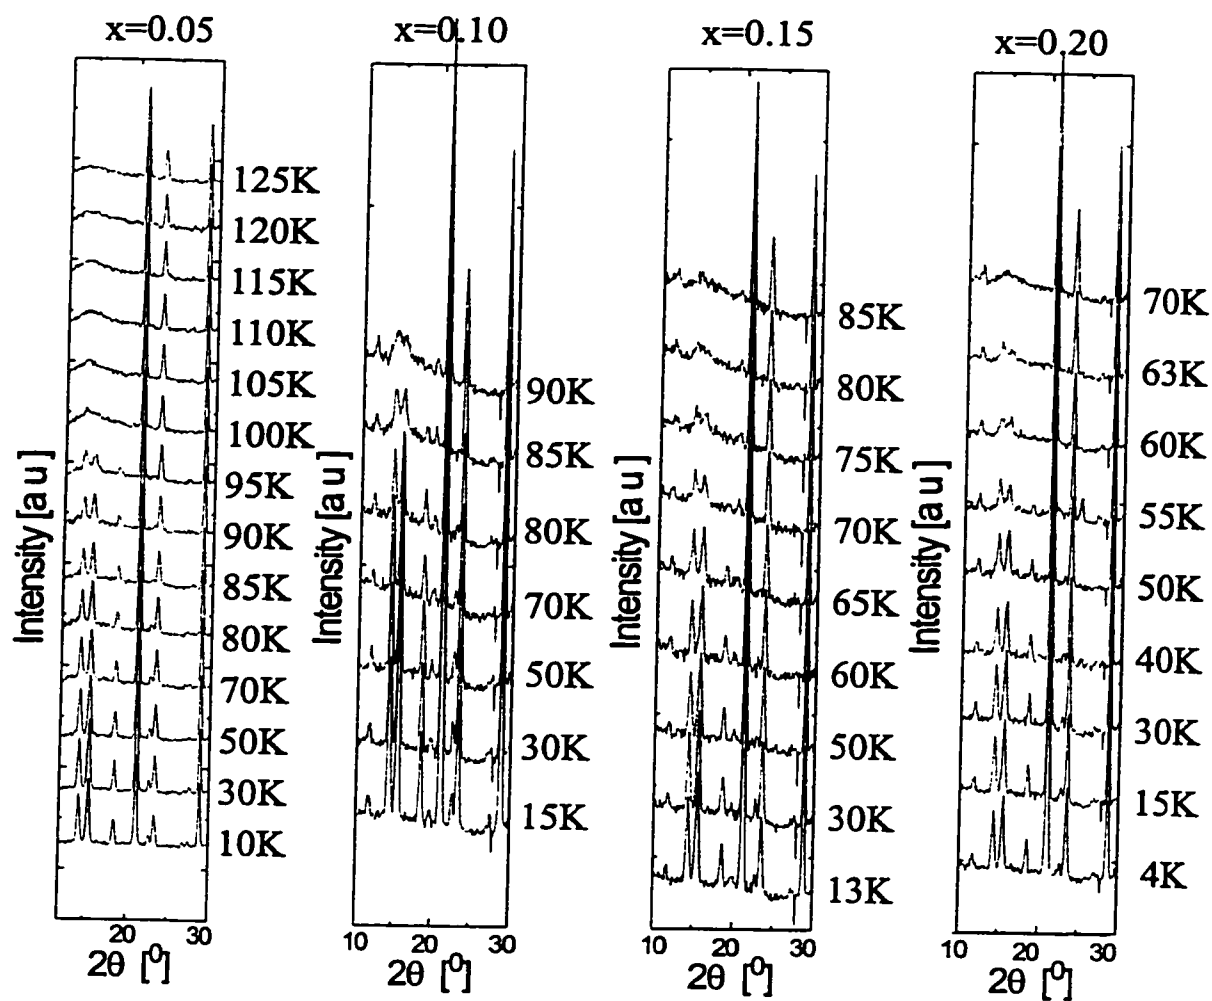 x=0.05
x=0.10
x=0.15
x=0.20
Intensity [a u]
125K
120K
115K
110K
105K
100K
95K
90K
85K
80K
70K
50K
30K
10K
20 30
2θ [⁰]
Intensity [a u]
90K
85K
80K
70K
50K
30K
15K
10 20 30
2θ [⁰]
Intensity [a u]
85K
80K
75K
70K
65K
60K
50K
30K
13K
10 20 30
2θ [⁰]
Intensity [a u]
70K
63K
60K
55K
50K
40K
30K
15K
4K
10 20 30
2θ [⁰]